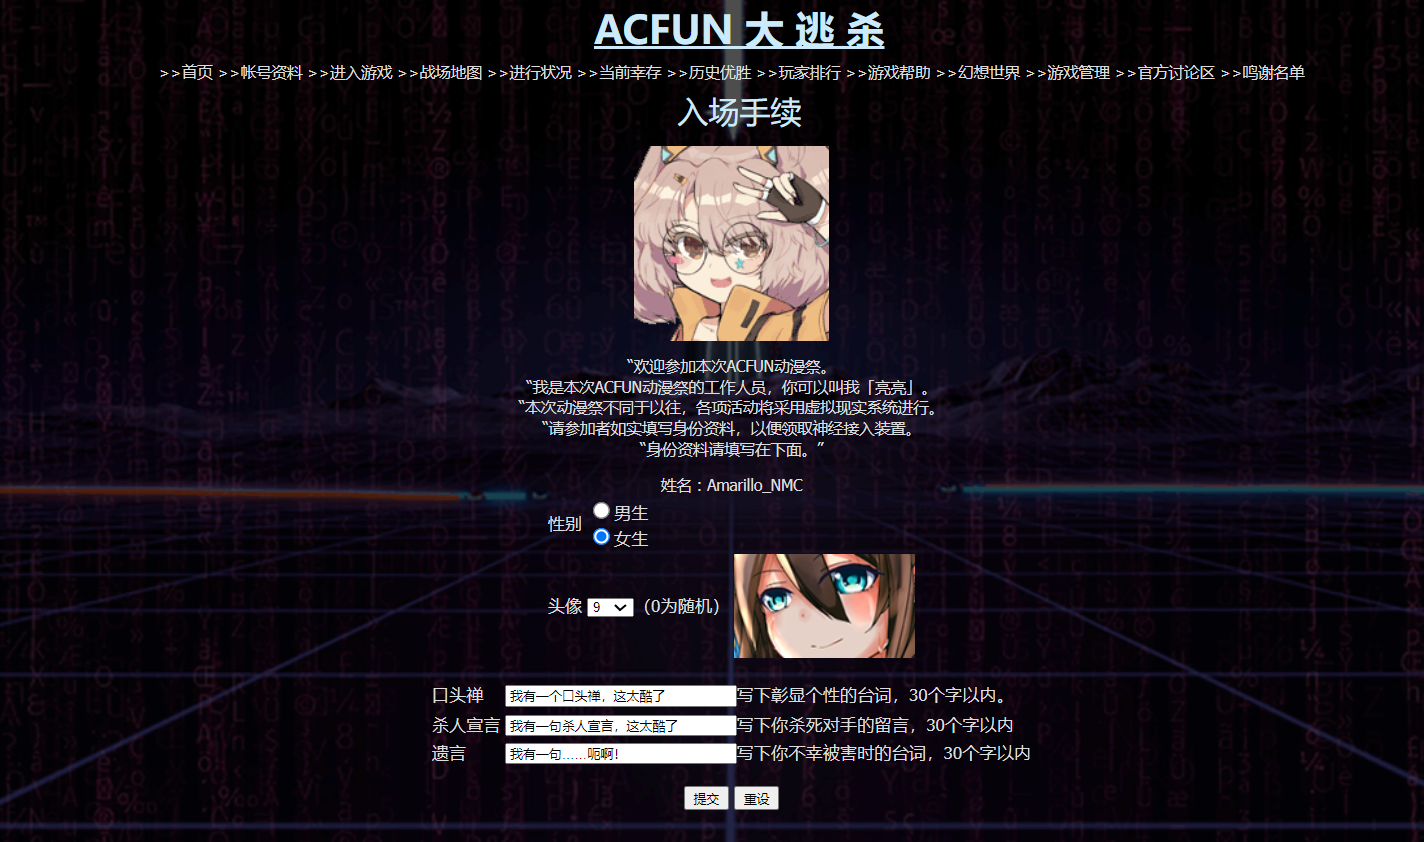 ACFUN 大 逃 杀
>>首页 >>帐号资料 >>进入游戏 >>战场地图 >>进行状况 >>当前幸存 >>历史优胜 >>玩家排行 >>游戏帮助 >>幻想世界 >>游戏管理 >>官方讨论区 >>鸣谢名单
入场手续
“欢迎参加本次ACFUN动漫祭。
“我是本次ACFUN动漫祭的工作人员，你可以叫我「亮亮」。
“本次动漫祭不同于以往，各项活动将采用虚拟现实系统进行。
“请参加者如实填写身份资料，以便领取神经接入装置。
“身份资料请填写在下面。”
姓名：Amarillo_NMC
性别
男生
女生
头像 9 （0为随机）
口头禅 我有一个口头禅，这太酷了 写下彰显个性的台词，30个字以内。
杀人宣言 我有一句杀人宣言，这太酷了 写下你杀死对手的留言，30个字以内
遗言 我有一句……呃啊！ 写下你不幸被害时的台词，30个字以内
提交 重设